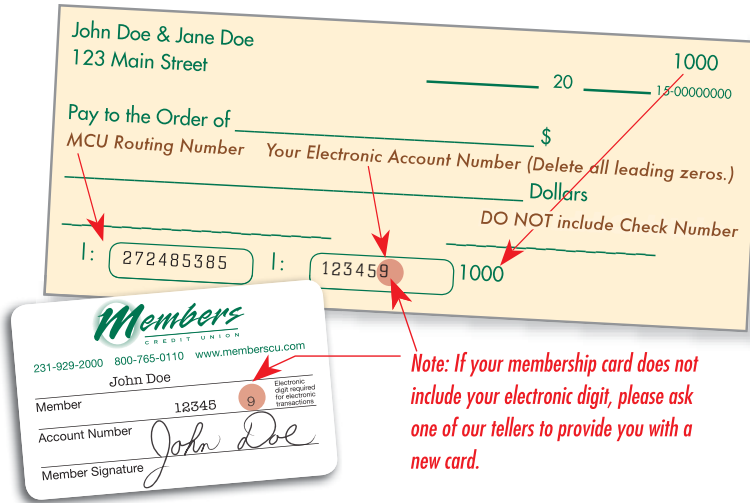 John Doe & Jane Doe
123 Main Street
1000
20
15-00000000
Pay to the Order of
$
MCU Routing Number
Your Electronic Account Number (Delete all leading zeros.)
Dollars
DO NOT include Check Number
|: 272485385 |: 123459 1000
Members
CREDIT UNION
231-929-2000 800-765-0110 www.memberscu.com
John Doe
Member
12345 9
Electronic
digit required
for electronic
transactions
Account Number
John Doe
Member Signature
Note: If your membership card does not
include your electronic digit, please ask
one of our tellers to provide you with a
new card.